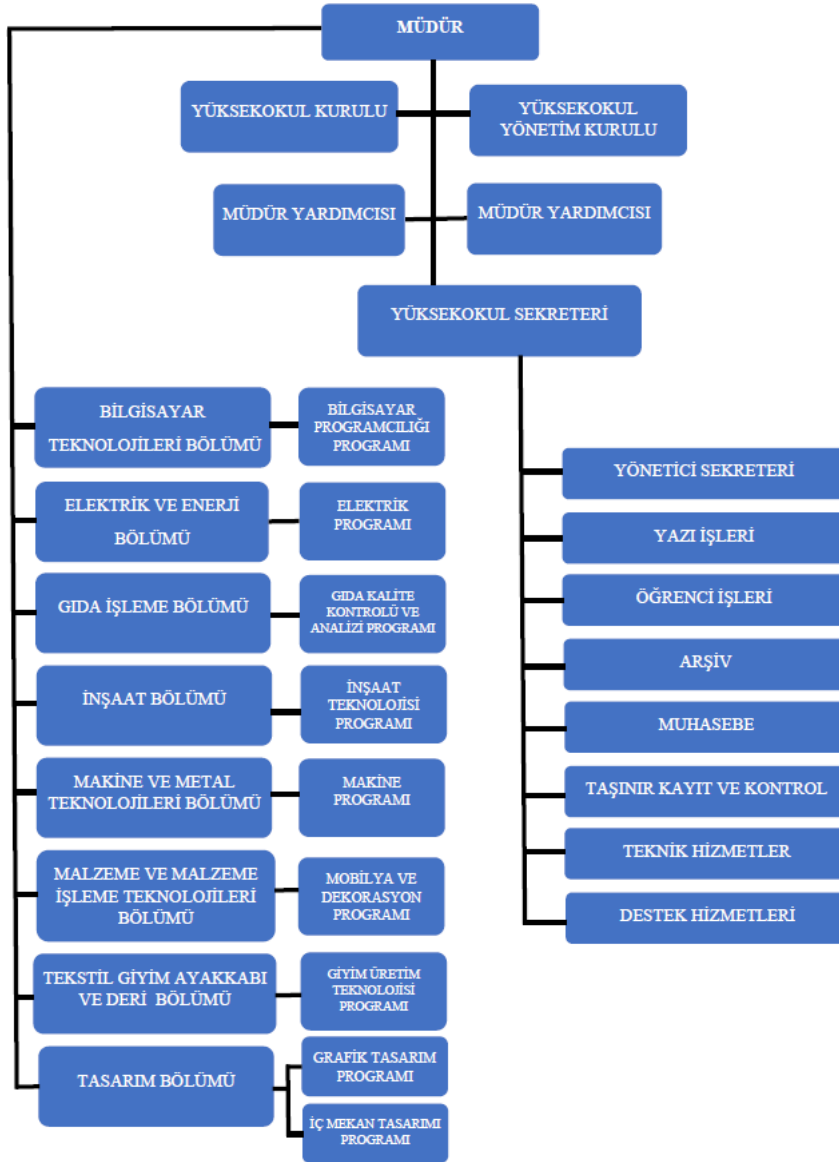 MÜDÜR
YÜKSEKOKUL KURULU
YÜKSEKOKUL
YÖNETİM KURULU
MÜDÜR YARDIMCISI
MÜDÜR YARDIMCISI
YÜKSEKOKUL SEKRETERİ
BİLGİSAYAR
TEKNOLOJİLERİ BÖLÜMÜ
BİLGİSAYAR
PROGRAMCILIĞI
PROGRAMI
ELEKTRİK VE ENERJİ
BÖLÜMÜ
ELEKTRİK
PROGRAMI
GIDA İŞLEME BÖLÜMÜ
GIDA KALİTE
KONTROLÜ VE
ANALİZİ PROGRAMI
İNŞAAT BÖLÜMÜ
İNŞAAT
TEKNOLOJİSİ
PROGRAMI
MAKİNE VE METAL
TEKNOLOJİLERİ BÖLÜMÜ
MAKİNE
PROGRAMI
MALZEME VE MALZEME
İŞLEME TEKNOLOJİLERİ
BÖLÜMÜ
MOBİLYA VE
DEKORASYON
PROGRAMI
TEKSTİL GİYİM AYAKKABI
VE DERİ BÖLÜMÜ
GİYİM ÜRETİM
TEKNOLOJİSİ
PROGRAMI
TASARIM BÖLÜMÜ
GRAFİK TASARIM
PROGRAMI
İÇ MEKAN TASARIMI
PROGRAMI
YÖNETİCİ SEKRETERİ
YAZI İŞLERİ
ÖĞRENCİ İŞLERİ
ARŞİV
MUHASEBE
TAŞINIR KAYIT VE KONTROL
TEKNİK HİZMETLER
DESTEK HİZMETLERİ